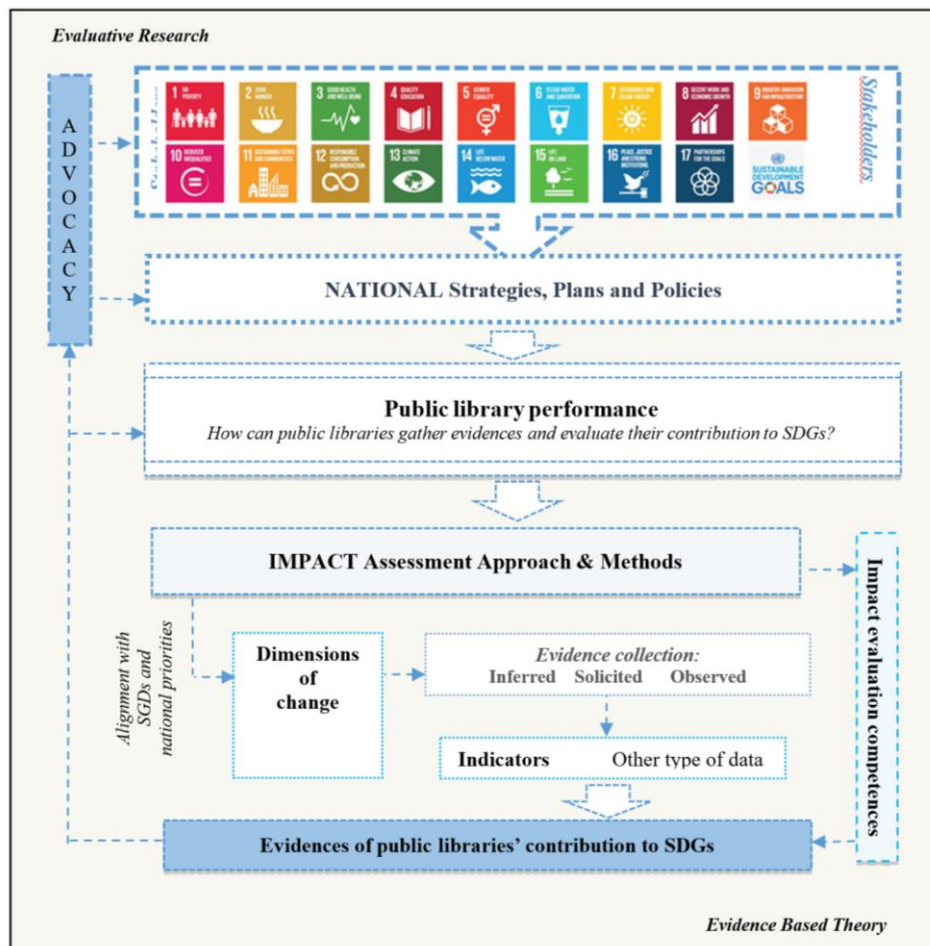 Evaluative Research
ADVOCACY
1 NO POVERTY
2 ZERO HUNGER
3 GOOD HEALTH AND WELL-BEING
4 QUALITY EDUCATION
5 GENDER EQUALITY
6 CLEAN WATER AND SANITATION
7 AFFORDABLE AND CLEAN ENERGY
8 DECENT WORK AND ECONOMIC GROWTH
9 INDUSTRY, INNOVATION AND INFRASTRUCTURE
10 REDUCED INEQUALITIES
11 SUSTAINABLE CITIES AND COMMUNITIES
12 RESPONSIBLE CONSUMPTION AND PRODUCTION
13 CLIMATE ACTION
14 LIFE BELOW WATER
15 LIFE ON LAND
16 PEACE, JUSTICE AND STRONG INSTITUTIONS
17 PARTNERSHIPS FOR THE GOALS
SUSTAINABLE
DEVELOPMENT
GOALS
Stakeholders
NATIONAL Strategies, Plans and Policies
Public library performance
How can public libraries gather evidences and evaluate their contribution to SDGs?
IMPACT Assessment Approach & Methods
Impact evaluation competences
Alignment with
SGDs and
national priorities
Dimensions
of
change
Evidence collection:
Inferred Solicited Observed
Indicators Other type of data
Evidences of public libraries’ contribution to SDGs
Evidence Based Theory